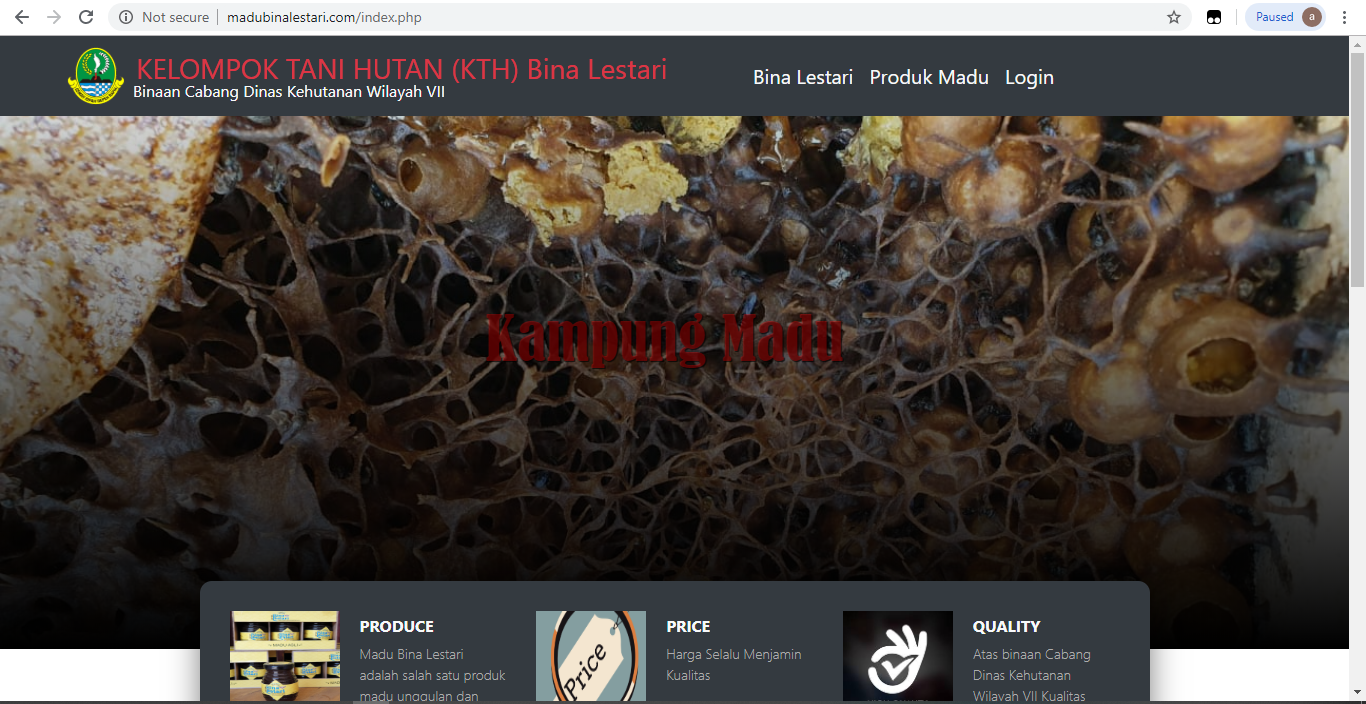 Not secure
madubinalestari.com/index.php
Paused
a
KELOMPOK TANI HUTAN (KTH) Bina Lestari
Binaan Cabang Dinas Kehutanan Wilayah VII
Bina Lestari
Produk Madu
Login
Kampung Madu
PRODUCE
Madu Bina Lestari
adalah salah satu produk
madu unggulan dan
Price
PRICE
Harga Selalu Menjamin
Kualitas
QUALITY
Atas binaan Cabang
Dinas Kehutanan
Wilayah VII Kualitas